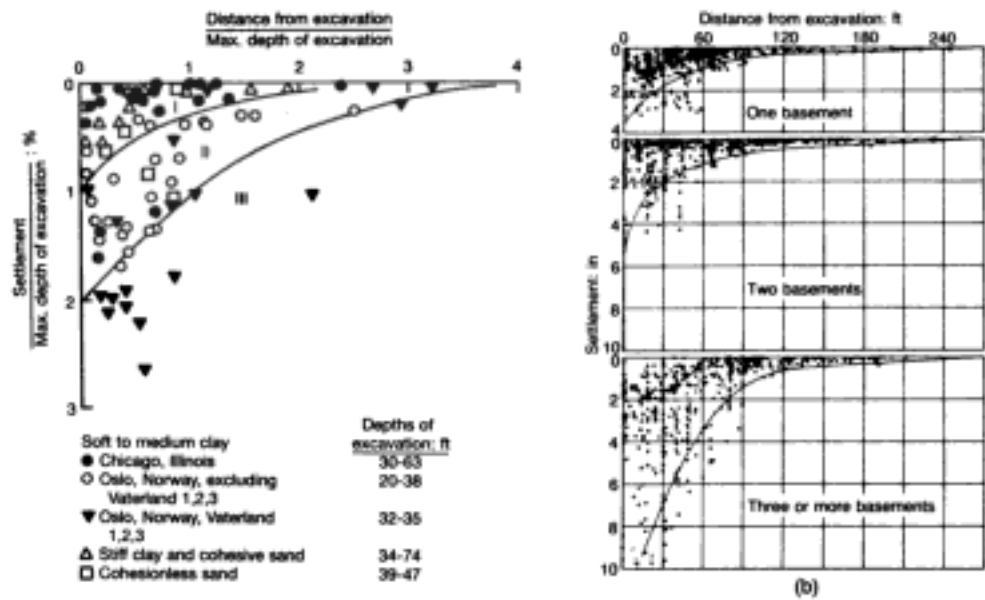 Distance from excavation
Max. depth of excavation
0 1 2 3 4
0
1
2
3
Settlement
Max. depth of excavation : %
II
III
Soft to medium clay
Depths of
excavation: ft
● Chicago, Illinois 30-63
○ Oslo, Norway, excluding 20-38
Vaterland 1,2,3
▼ Oslo, Norway, Vaterland 32-35
1,2,3
△ Stiff clay and cohesive sand 34-74
□ Cohesionless sand 39-47
Distance from excavation: ft
0 60 120 180 240
0
2
4
One basement
0
2
4
6
8
10
Two basements
Settlement: in
0
2
4
6
8
10
Three or more basements
(b)